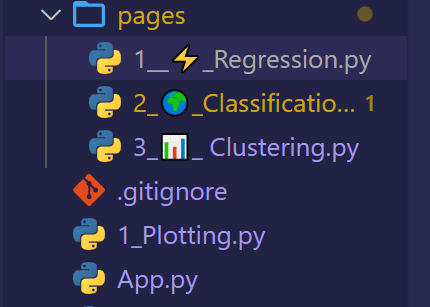 pages
1__⚡_Regression.py
2_🌍_Classificatio... 1
3_📊_ Clustering.py
.gitignore
1_Plotting.py
App.py